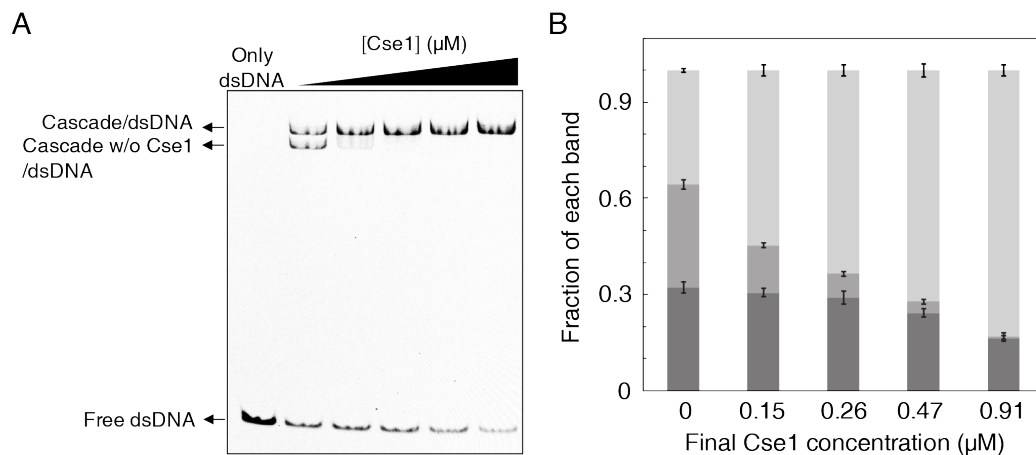 A
[Cse1] (µM)
Only
dsDNA
Cascade/dsDNA
Cascade w/o Cse1
/dsDNA
Free dsDNA
B
Fraction of each band
0.9
0.6
0.3
0
0 0.15 0.26 0.47 0.91
Final Cse1 concentration (µM)